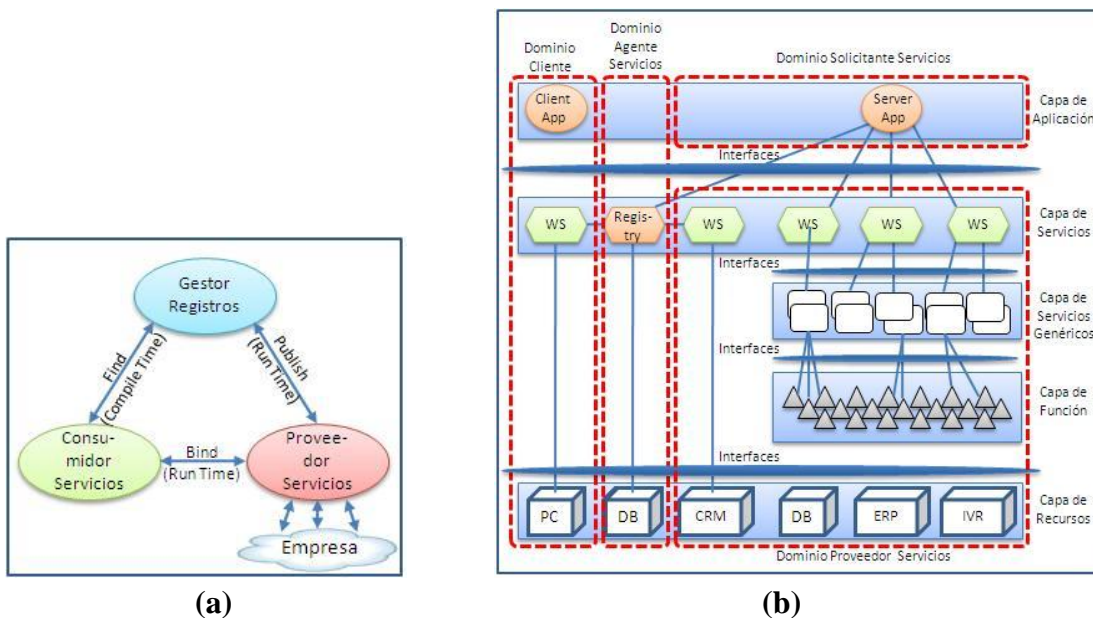 Gestor
Registros
Find
(Compile Time)
Publish
(Run Time)
Consu-
midor
Servicios
Bind
(Run Time)
Provee-
dor
Servicios
Empresa
(a)
Dominio
Cliente
Dominio
Agente
Servicios
Dominio Solicitante Servicios
Client
App
Server
App
Capa de
Aplicación
Interfaces
WS
Regis-
try
WS
WS
WS
WS
Capa de
Servicios
Interfaces
Capa de
Servicios
Genéricos
Interfaces
Capa de
Función
Interfaces
PC
DB
CRM
DB
ERP
IVR
Capa de
Recursos
Dominio Proveedor Servicios
(b)